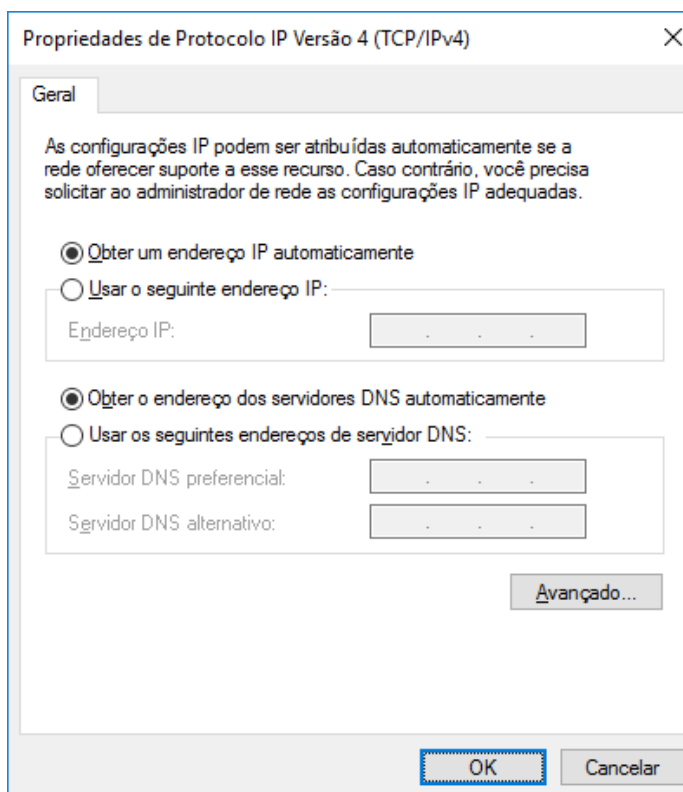 Propriedades de Protocolo IP Versão 4 (TCP/IPv4)
Geral
As configurações IP podem ser atribuídas automaticamente se a
rede oferecer suporte a esse recurso. Caso contrário, você precisa
solicitar ao administrador de rede as configurações IP adequadas.
Obter um endereço IP automaticamente
Usar o seguinte endereço IP:
Endereço IP:
Obter o endereço dos servidores DNS automaticamente
Usar os seguintes endereços de servidor DNS:
Servidor DNS preferencial:
Servidor DNS alternativo:
Avançado...
OK
Cancelar